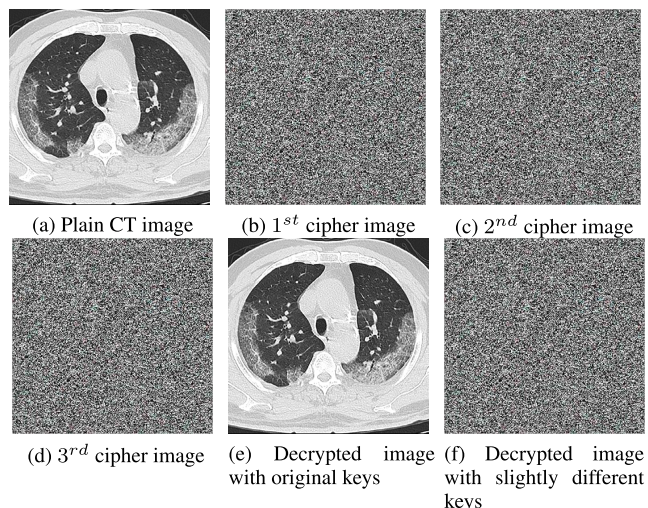 (a) Plain CT image
(b) 1st cipher image
(c) 2nd cipher image
(d) 3rd cipher image
(e) Decrypted image
with original keys
(f) Decrypted image
with slightly different
keys